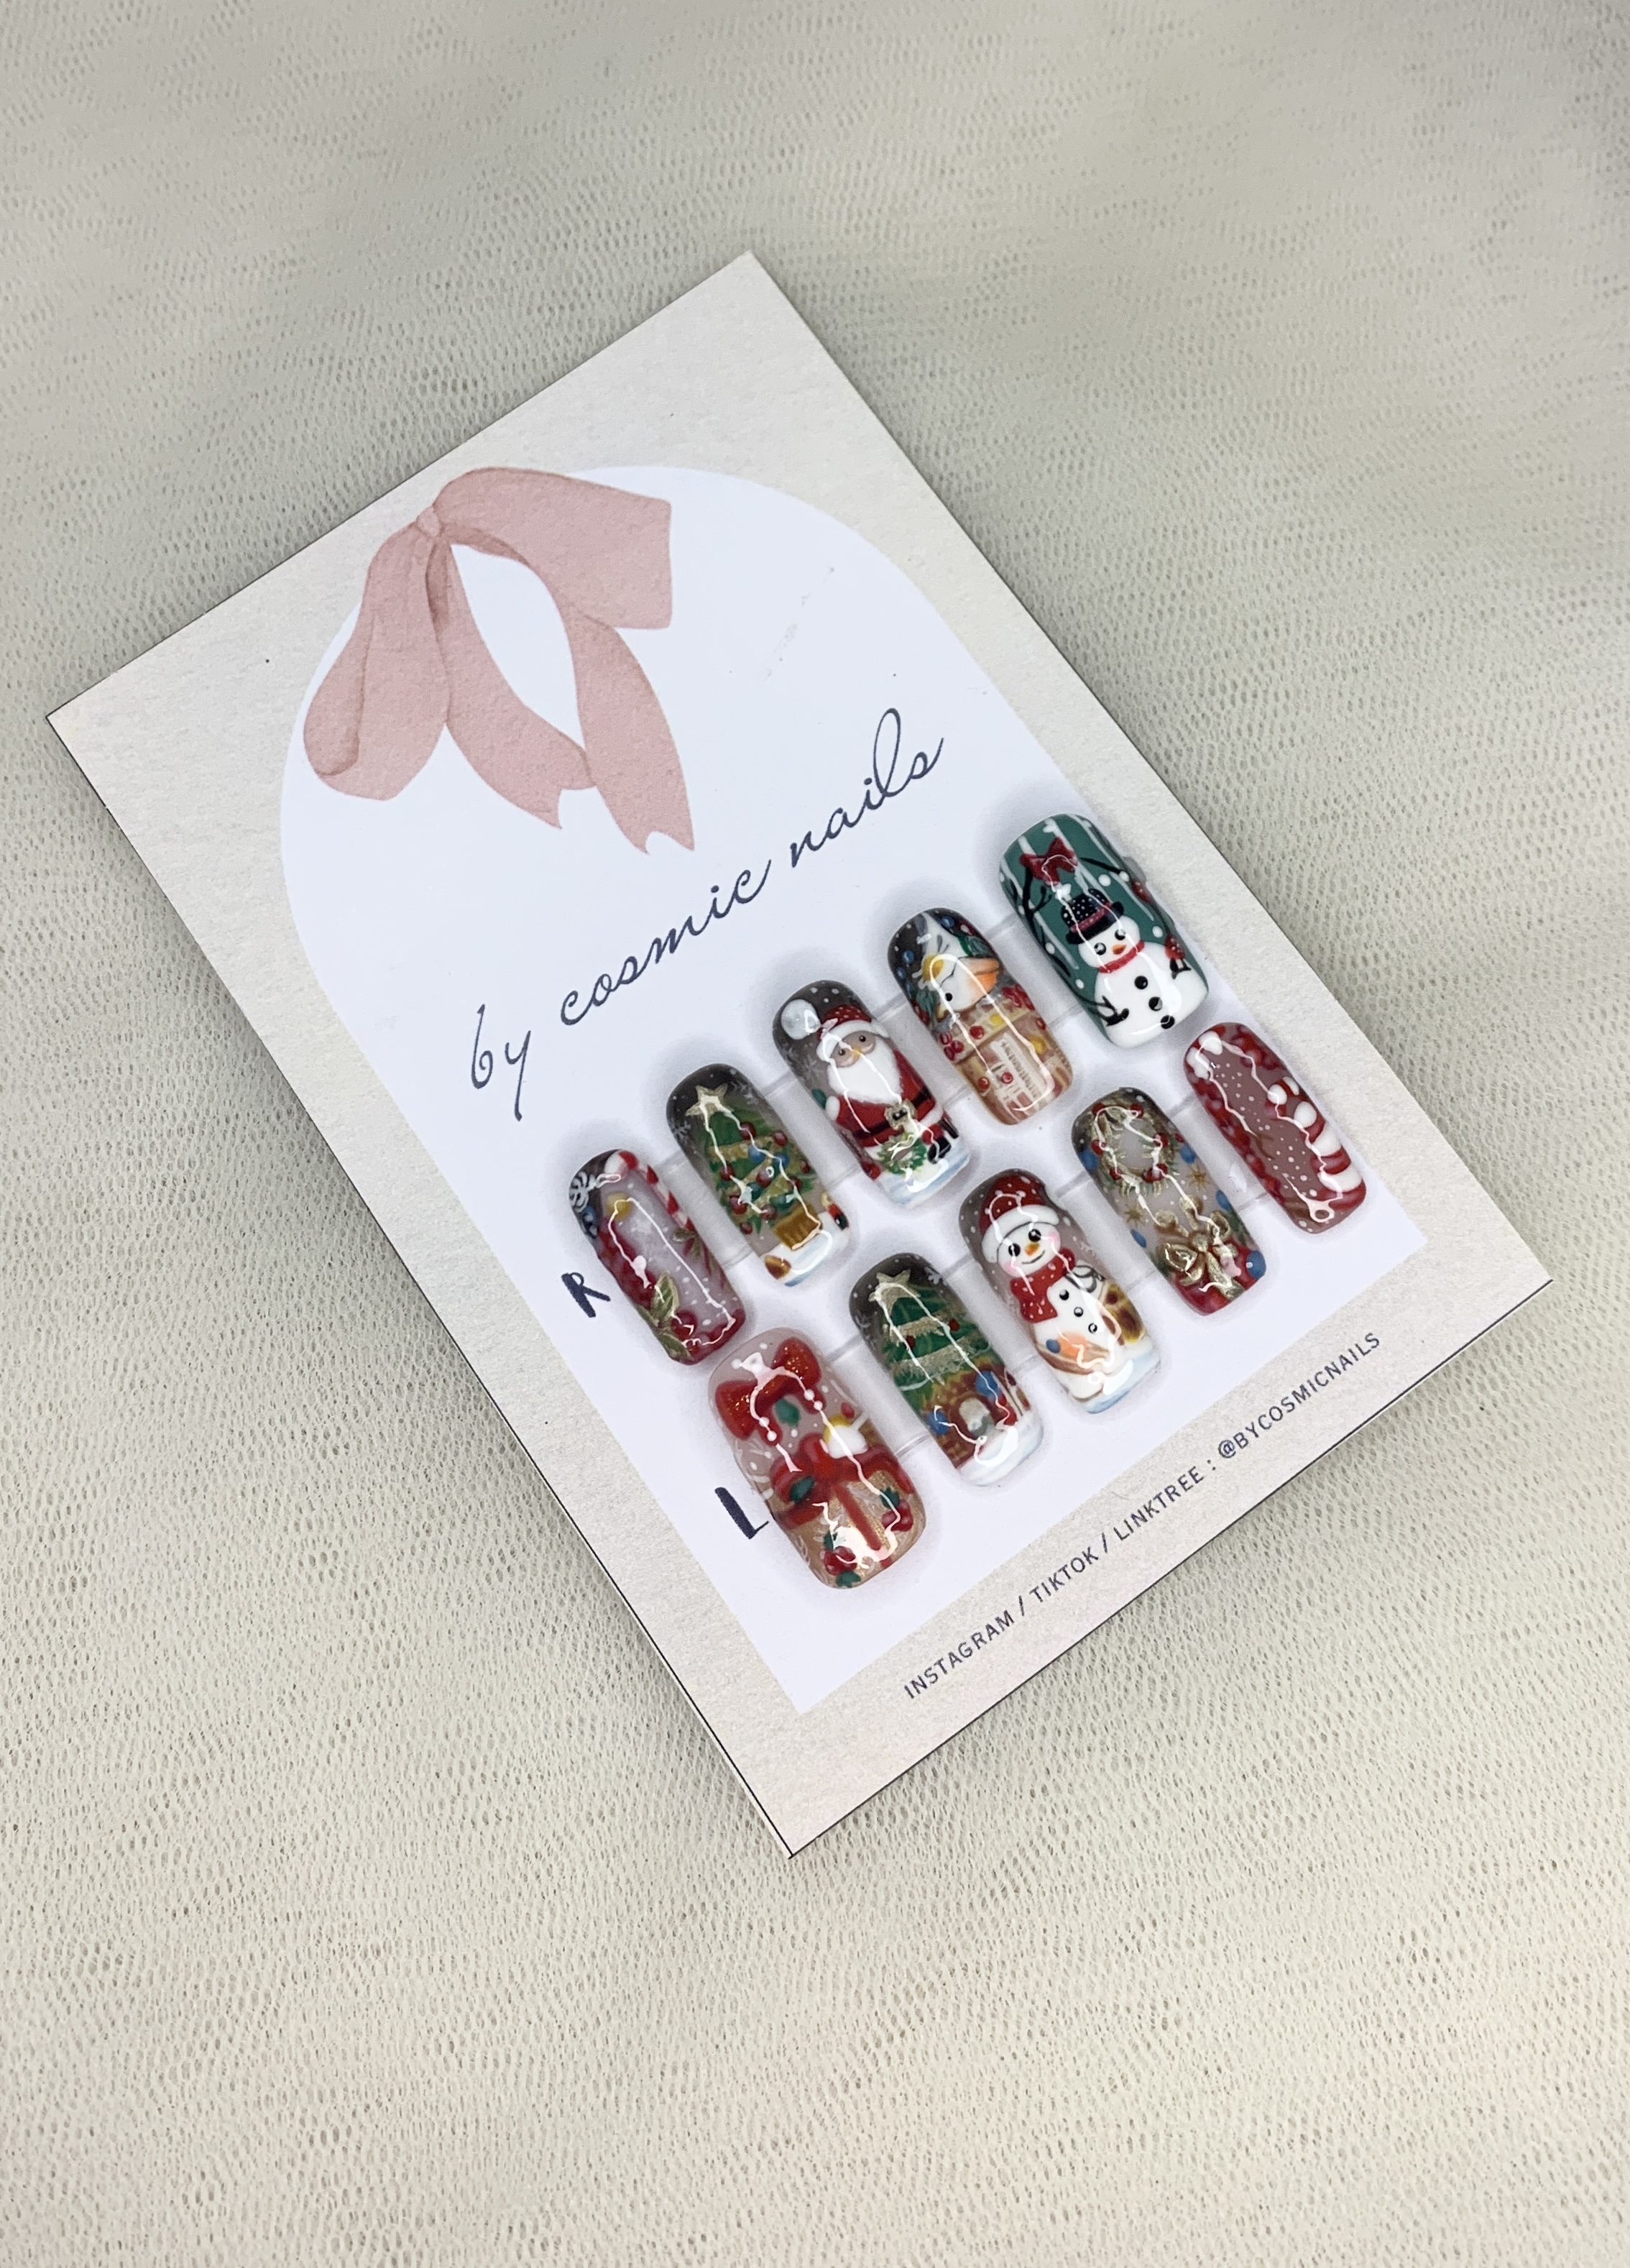 by cosmic nails
R
L
INSTAGRAM / TIKTOK / LINKTREE : @BYCOSMICNAILS